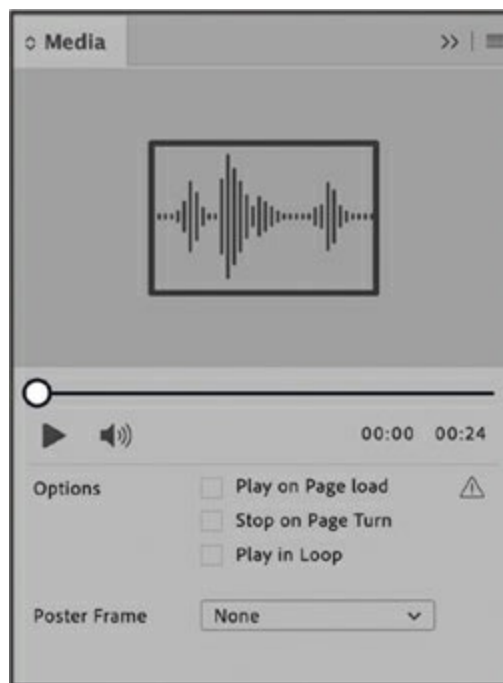 Media
00:00 00:24
Options Play on Page load
Stop on Page Turn
Play in Loop
Poster Frame None